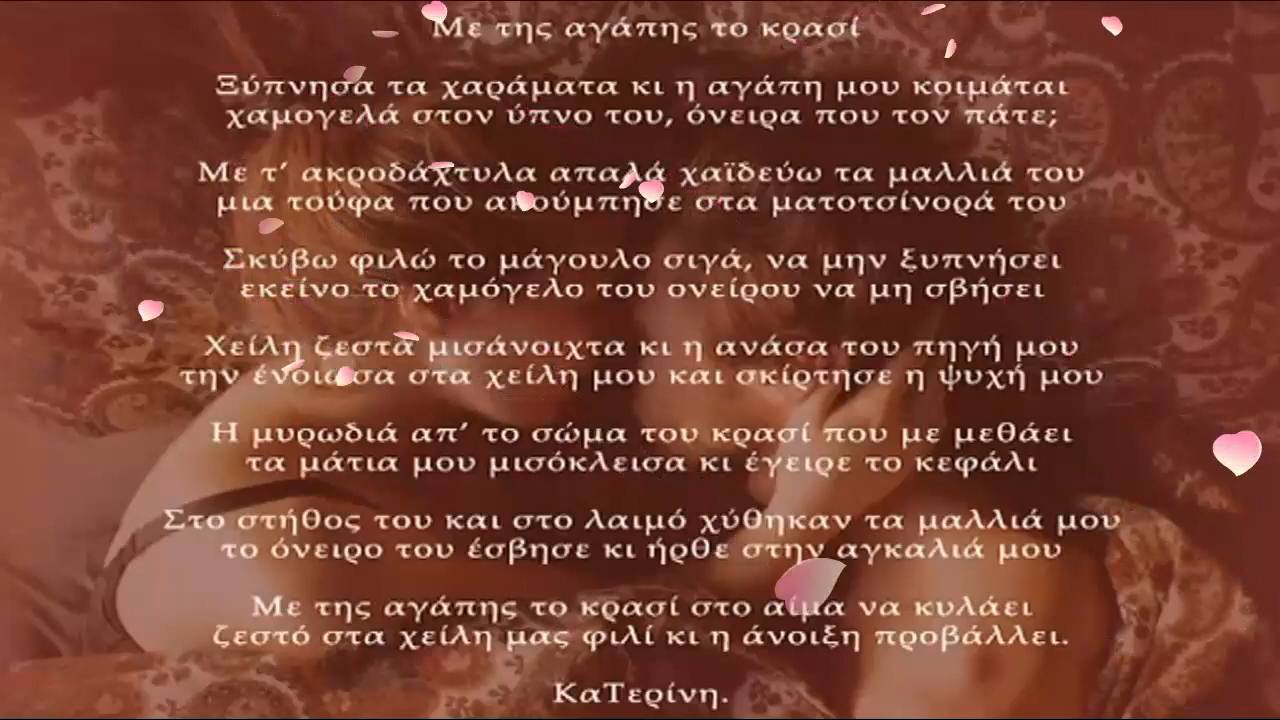 Με της αγάπης το κρασί
Ξύπνησα τα χαράματα κι η αγάπη μου κοιμάται
χαμογελά στον ύπνο του, όνειρα που τον πάτε;
Με τ’ ακροδάχτυλα απαλά χαϊδεύω τα μαλλιά του
μια τούφα που ακούμπησε στα ματοτσίνορά του
Σκύβω φιλώ το μάγουλο σιγά, να μην ξυπνήσει
εκείνο το χαμόγελο του ονείρου να μη σβήσει
Χείλη ζεστά μισάνοιχτα κι η ανάσα του πηγή μου
την ένοιωσα στα χείλη μου και σκίρτησε η ψυχή μου
Η μυρωδιά απ’ το σώμα του κρασί που με μεθάει
τα μάτια μου μισόκλεισα κι έγειρε το κεφάλι
Στο στήθος του και στο λαιμό χύθηκαν τα μαλλιά μου
το όνειρο του έσβησε κι ήρθε στην αγκαλιά μου
Με της αγάπης το κρασί στο αίμα να κυλάει
ζεστό στα χείλη μας φιλί κι η άνοιξη προβάλλει.
ΚαΤερίνη.